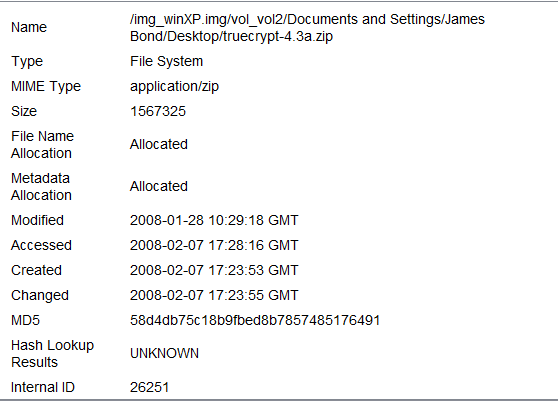 Name /img_winXP.img/vol_vol2/Documents and Settings/James
Bond/Desktop/truecrypt-4.3a.zip
Type File System
MIME Type application/zip
Size 1567325
File Name
Allocation Allocated
Metadata
Allocation Allocated
Modified 2008-01-28 10:29:18 GMT
Accessed 2008-02-07 17:28:16 GMT
Created 2008-02-07 17:23:53 GMT
Changed 2008-02-07 17:23:55 GMT
MD5 58d4db75c18b9fbed8b7857485176491
Hash Lookup
Results UNKNOWN
Internal ID 26251